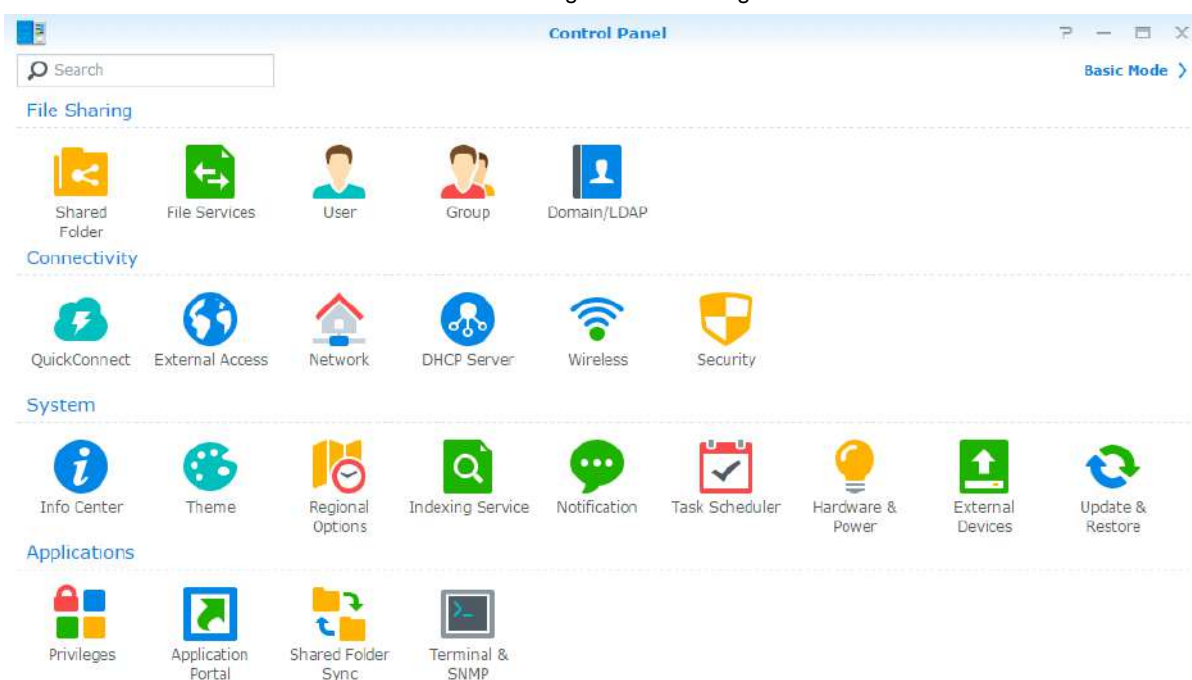 Control Panel
Search
Basic Mode
File Sharing
Shared Folder
File Services
User
Group
Domain/LDAP
Connectivity
QuickConnect
External Access
Network
DHCP Server
Wireless
Security
System
Info Center
Theme
Regional Options
Indexing Service
Notification
Task Scheduler
Hardware & Power
External Devices
Update & Restore
Applications
Privileges
Application Portal
Shared Folder Sync
Terminal & SNMP